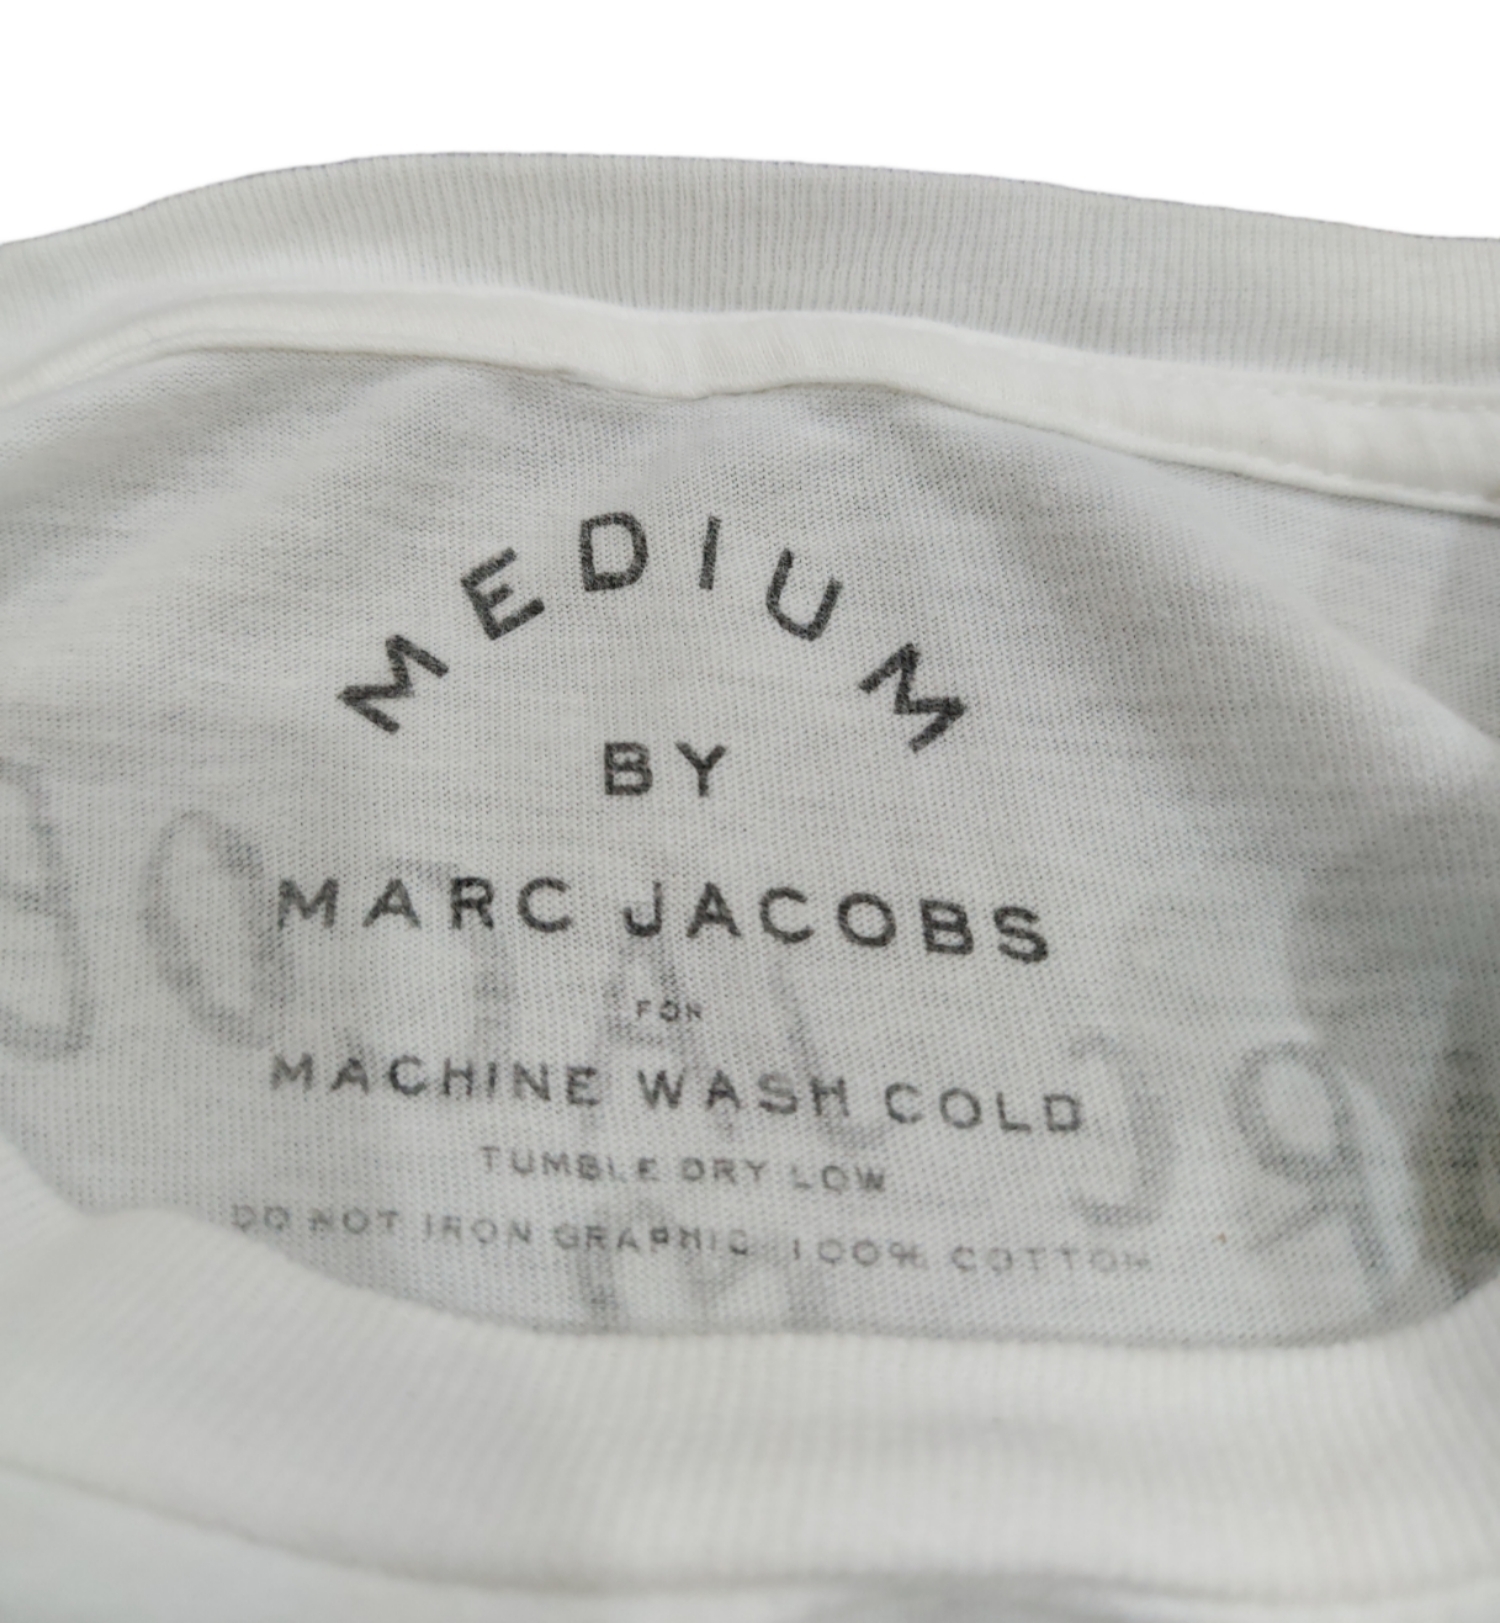 MEDIUM
BY
MARC JACOBS
FOR
MACHINE WASH COLD
TUMBLE DRY LOW
DO NOT IRON GRAPHIC 100% COTTON